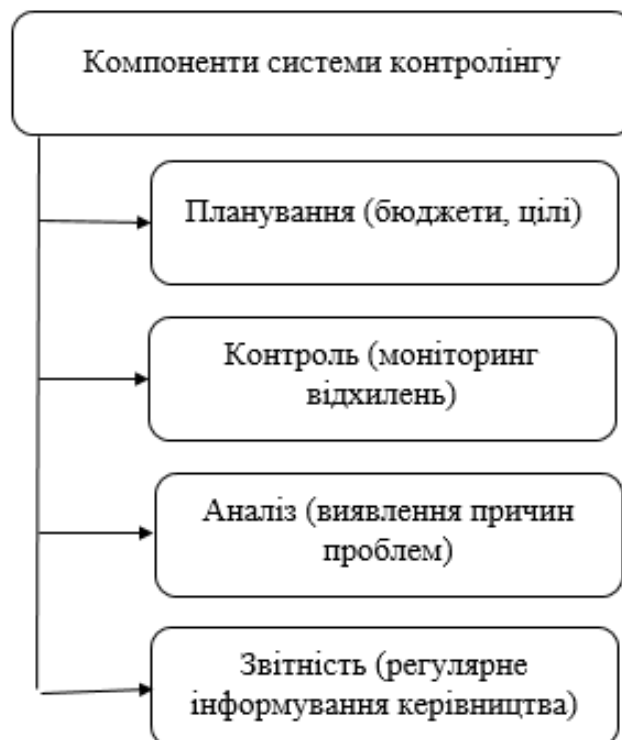 Компоненти системи контролінгу
Планування (бюджети, цілі)
Контроль (моніторинг
відхилень)
Аналіз (виявлення причин
проблем)
Звітність (регулярне
інформування керівництва)